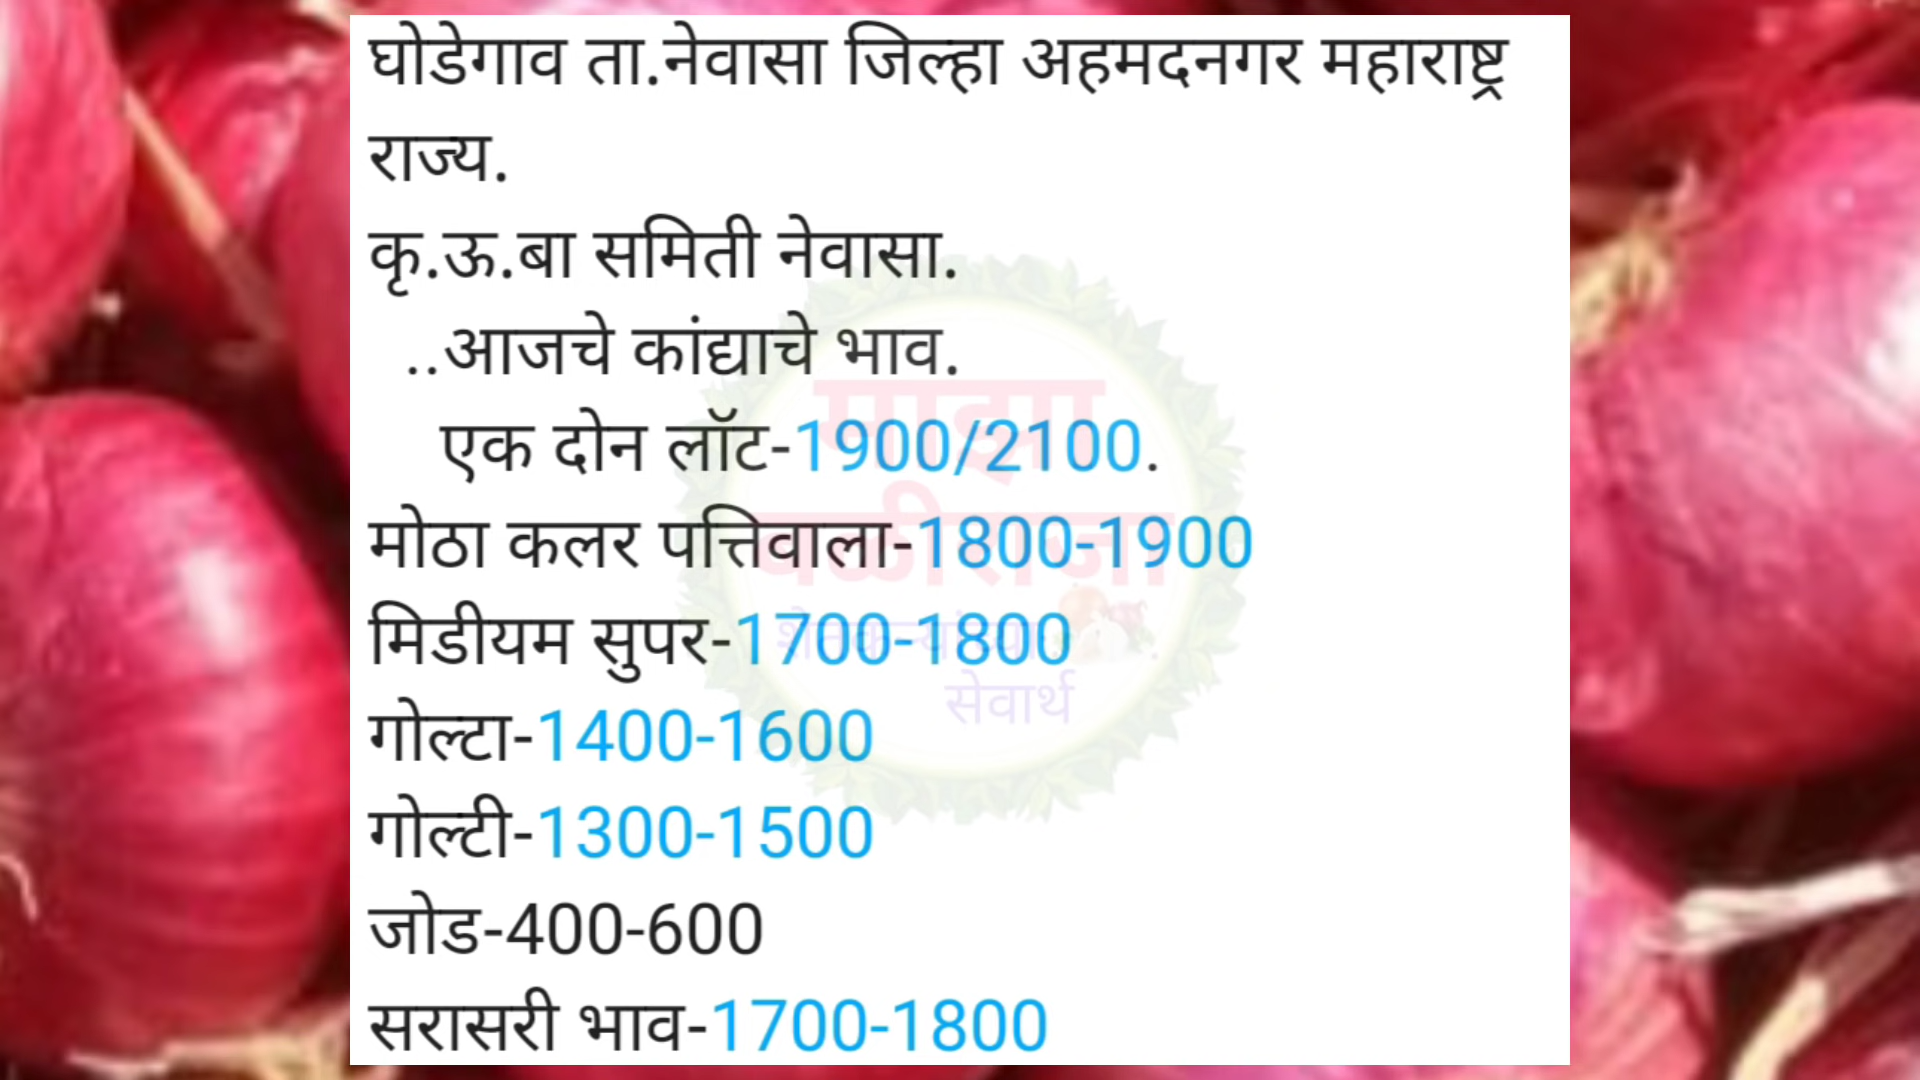 घोडेगाव ता.नेवासा जिल्हा अहमदनगर महाराष्ट्र
राज्य.
कृ.ऊ.बा समिती नेवासा.
..आजचे कांद्याचे भाव.
एक दोन लॉट-1900/2100.
मोठा कलर पत्तिवाला-1800-1900
मिडीयम सुपर-1700-1800
गोल्टा-1400-1600
गोल्टी-1300-1500
जोड-400-600
सरासरी भाव-1700-1800
माझा
बळीराजा
सेवार्थ